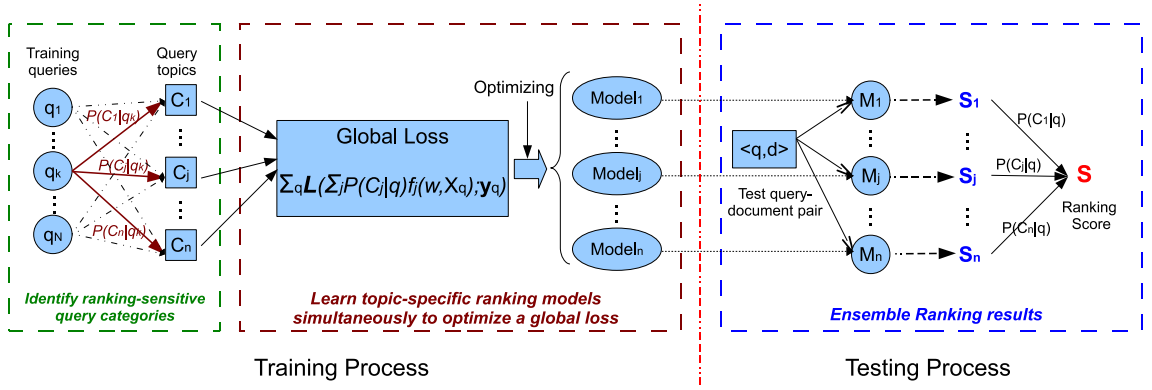 Training
queries
Query
topics
q1
qk
qN
P(C1|qk)
P(Cj|qk)
P(Cn|qk)
C1
Cj
Cn
Identify ranking-sensitive
query categories
Global Loss
ΣqL(ΣjP(Cj|q)fj(w,Xq);yq)
Optimizing
Model1
Modelj
Modeln
Learn topic-specific ranking models
simultaneously to optimize a global loss
Training Process
<q,d>
Test query-
document pair
M1
Mj
Mn
S1
Sj
Sn
P(C1|q)
P(Cj|q)
P(Cn|q)
S
Ranking
Score
Ensemble Ranking results
Testing Process